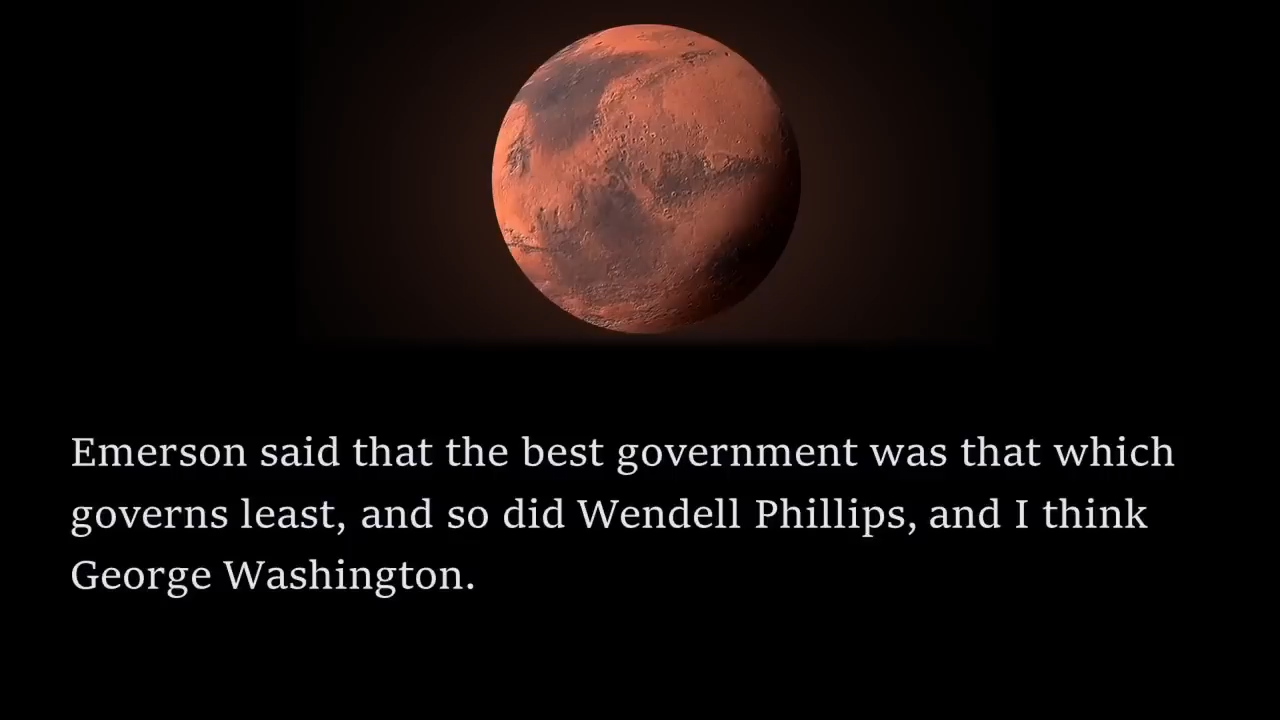 Emerson said that the best government was that which
governs least, and so did Wendell Phillips, and I think
George Washington.